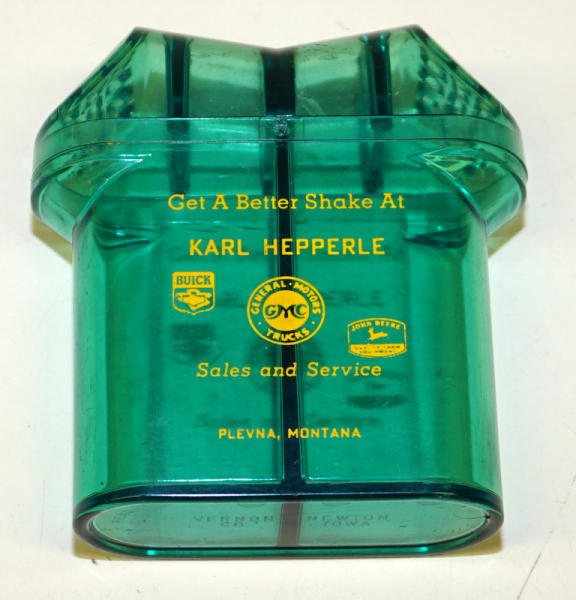 Get A Better Shake At
KARL HEPPERLE
BUICK
GENERAL MOTORS
GMC
TRUCKS
JOHN DEERE
Sales and Service
PLEVNA, MONTANA
VERNON NEWTON
CO IOWA